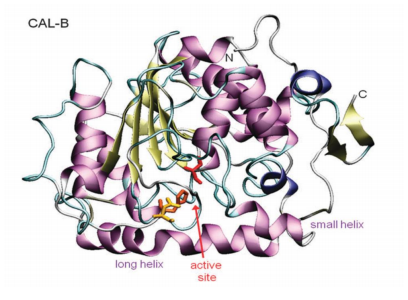 CAL-B
N
C
small helix
long helix
active
site